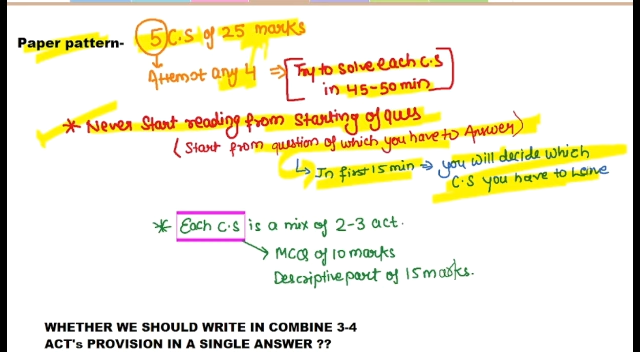 Paper pattern- 5 C.S of 25 marks
Attempt any 4 ⇒ [Try to solve each C.S
in 45-50 min]
* Never start reading from starting of ques
(Start from question of which you have to Answer)
↳ In first 15 min ⇒ you will decide which
C.S you have to Leave
* Each C.S is a mix of 2-3 act.
→ MCQ of 10 marks
Descriptive part of 15 marks.
WHETHER WE SHOULD WRITE IN COMBINE 3-4
ACT's PROVISION IN A SINGLE ANSWER ??